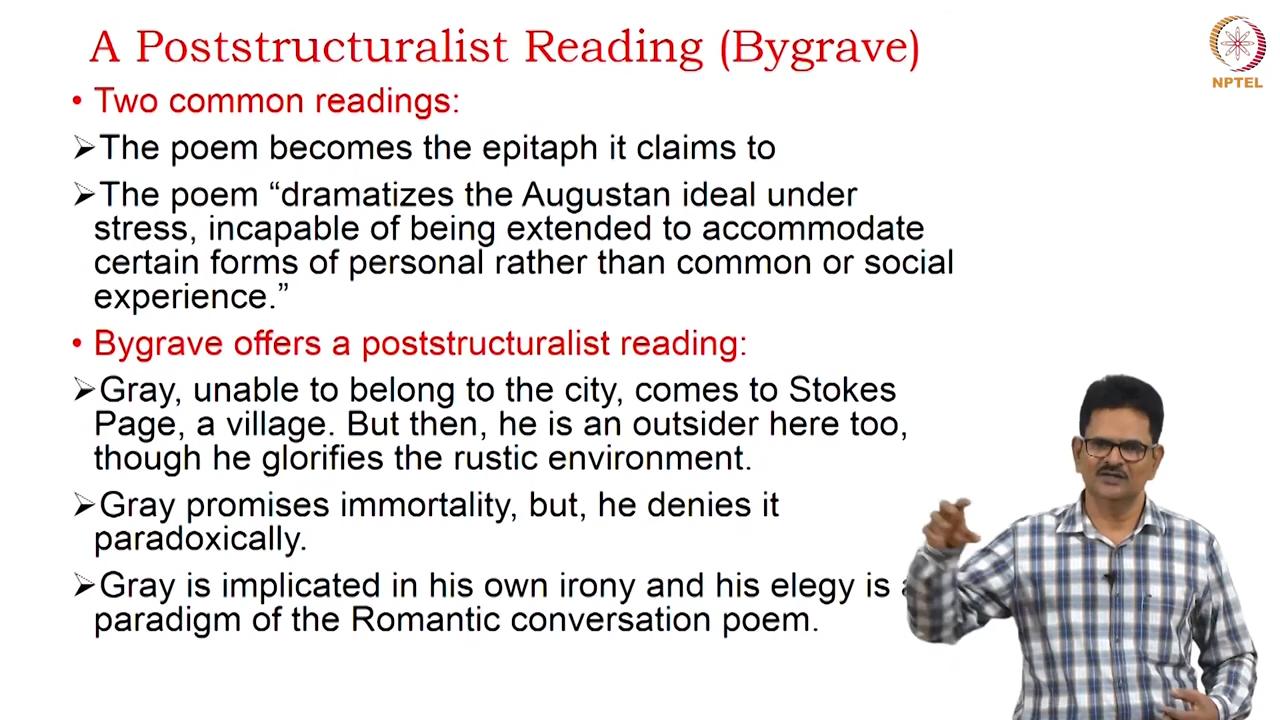 A Poststructuralist Reading (Bygrave)
NPTEL
• Two common readings:
➢The poem becomes the epitaph it claims to
➢The poem “dramatizes the Augustan ideal under
stress, incapable of being extended to accommodate
certain forms of personal rather than common or social
experience.”
• Bygrave offers a poststructuralist reading:
➢Gray, unable to belong to the city, comes to Stokes
Page, a village. But then, he is an outsider here too,
though he glorifies the rustic environment.
➢Gray promises immortality, but, he denies it
paradoxically.
➢Gray is implicated in his own irony and his elegy is a
paradigm of the Romantic conversation poem.